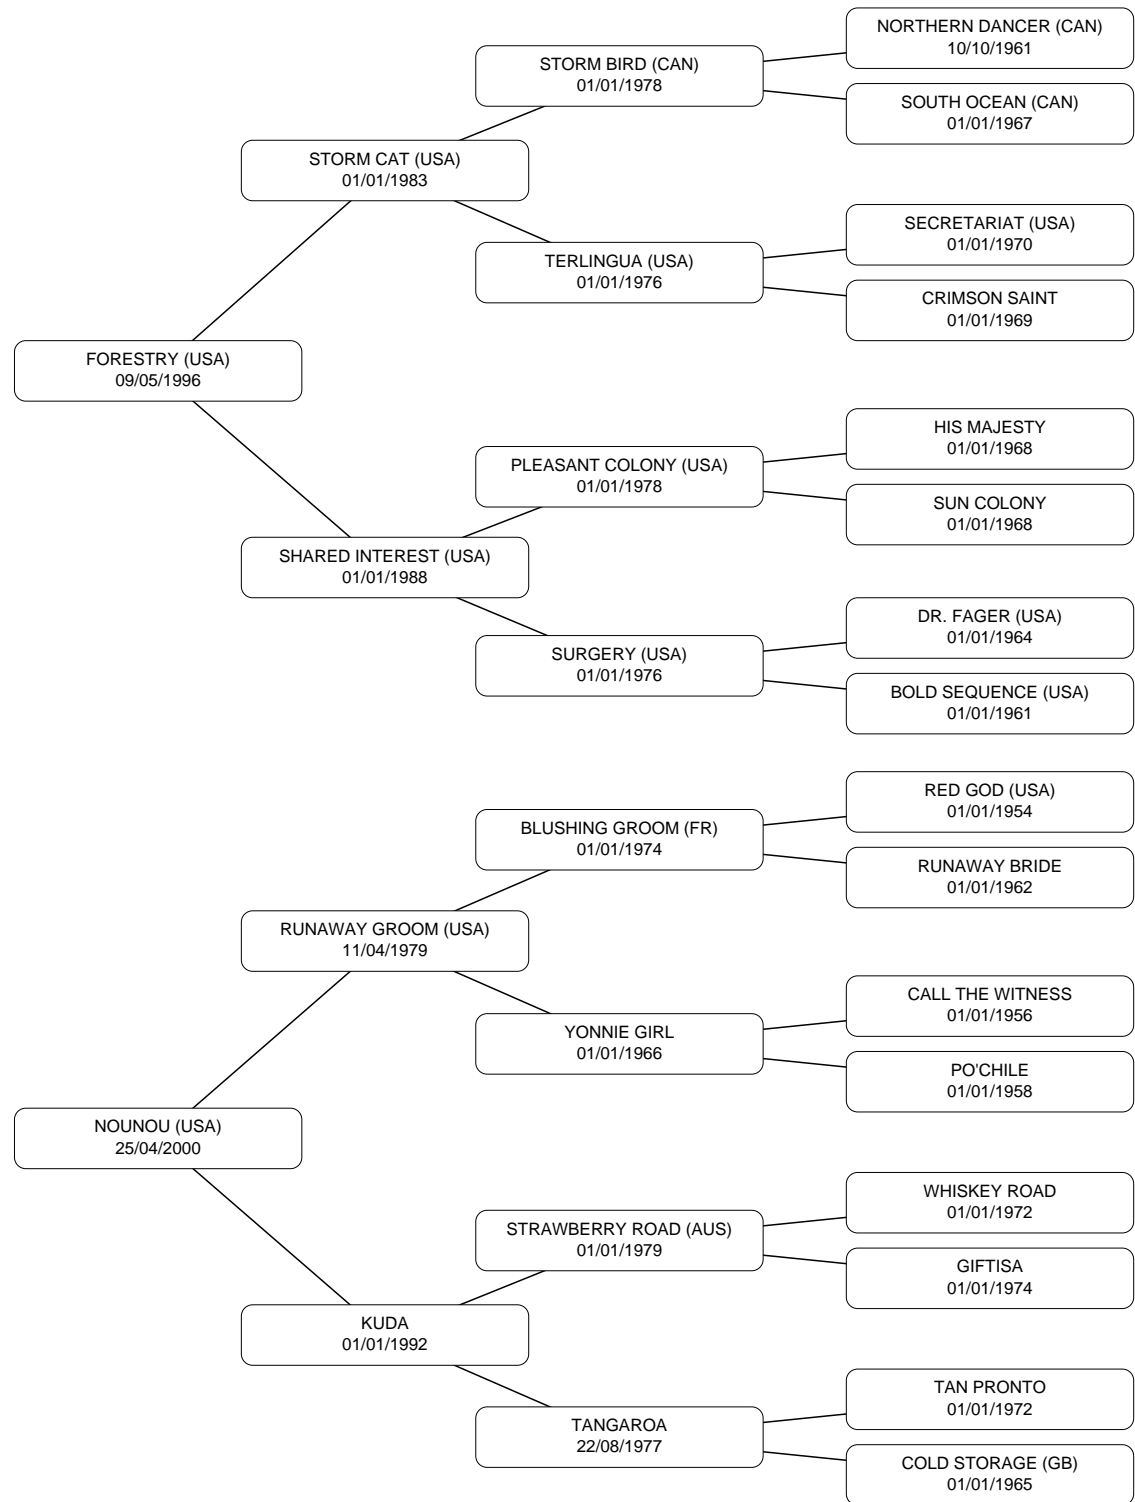 NORTHERN DANCER (CAN)
10/10/1961
STORM BIRD (CAN)
01/01/1978
SOUTH OCEAN (CAN)
01/01/1967
STORM CAT (USA)
01/01/1983
SECRETARIAT (USA)
01/01/1970
TERLINGUA (USA)
01/01/1976
CRIMSON SAINT
01/01/1969
FORESTRY (USA)
09/05/1996
HIS MAJESTY
01/01/1968
PLEASANT COLONY (USA)
01/01/1978
SUN COLONY
01/01/1968
SHARED INTEREST (USA)
01/01/1988
DR. FAGER (USA)
01/01/1964
SURGERY (USA)
01/01/1976
BOLD SEQUENCE (USA)
01/01/1961
RED GOD (USA)
01/01/1954
BLUSHING GROOM (FR)
01/01/1974
RUNAWAY BRIDE
01/01/1962
RUNAWAY GROOM (USA)
11/04/1979
CALL THE WITNESS
01/01/1956
YONNIE GIRL
01/01/1966
PO'CHILE
01/01/1958
NOUNOU (USA)
25/04/2000
WHISKEY ROAD
01/01/1972
STRAWBERRY ROAD (AUS)
01/01/1979
GIFTISA
01/01/1974
KUDA
01/01/1992
TAN PRONTO
01/01/1972
TANGAROA
22/08/1977
COLD STORAGE (GB)
01/01/1965